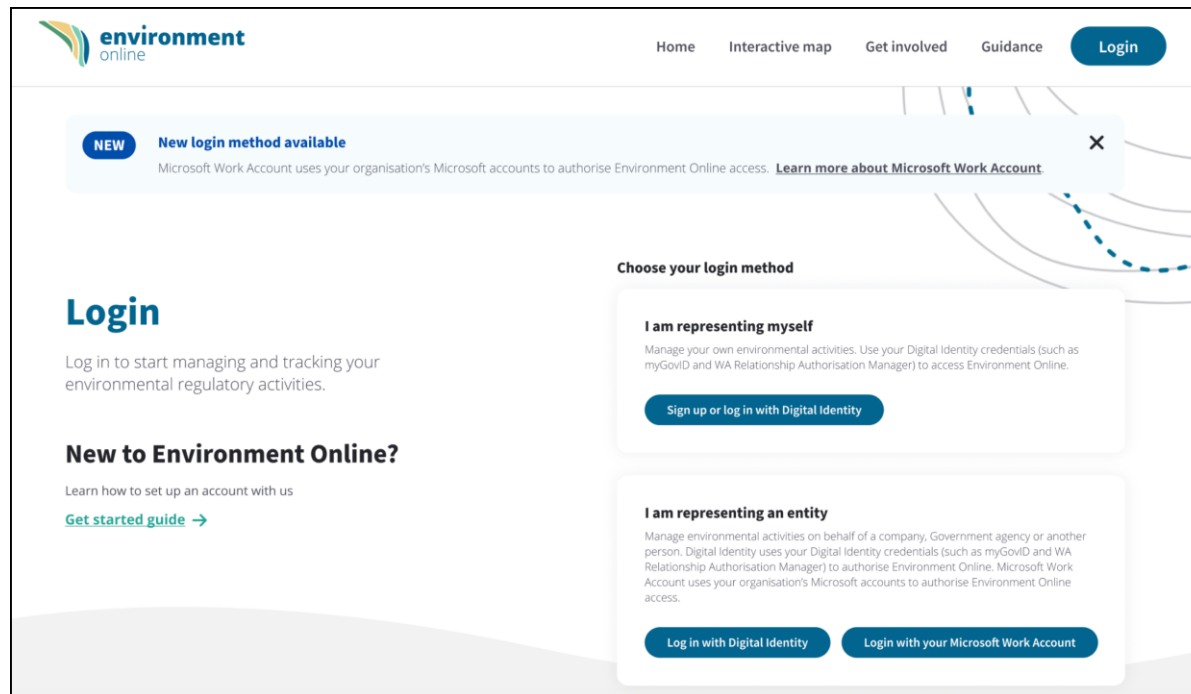 environment
online
Home Interactive map Get involved Guidance Login
NEW New login method available
Microsoft Work Account uses your organisation's Microsoft accounts to authorise Environment Online access. Learn more about Microsoft Work Account.
Login
Log in to start managing and tracking your
environmental regulatory activities.
New to Environment Online?
Learn how to set up an account with us
Get started guide →
Choose your login method
I am representing myself
Manage your own environmental activities. Use your Digital Identity credentials (such as
myGovID and WA Relationship Authorisation Manager) to access Environment Online.
Sign up or log in with Digital Identity
I am representing an entity
Manage environmental activities on behalf of a company, Government agency or another
person. Digital Identity uses your Digital Identity credentials (such as myGovID and WA
Relationship Authorisation Manager) to authorise Environment Online. Microsoft Work
Account uses your organisation's Microsoft accounts to authorise Environment Online
access.
Log in with Digital Identity Login with your Microsoft Work Account